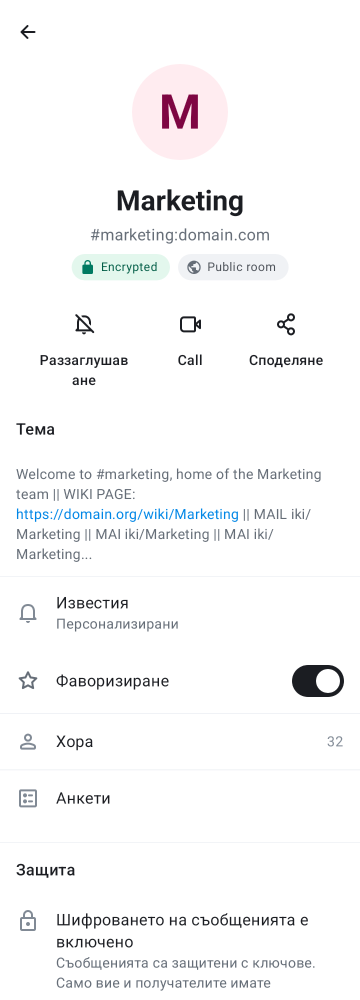 M
Marketing
#marketing:domain.com
Encrypted
Public room
Раззаглушав
ане
Call
Споделяне
Тема
Welcome to #marketing, home of the Marketing
team || WIKI PAGE:
https://domain.org/wiki/Marketing || MAIL iki/
Marketing || MAI iki/Marketing || MAI iki/
Marketing...
Известия
Персонализирани
Фаворизиране
Хора
32
Анкети
Защита
Шифроването на съобщенията е
включено
Съобщенията са защитени с ключове.
Само вие и получателите имате